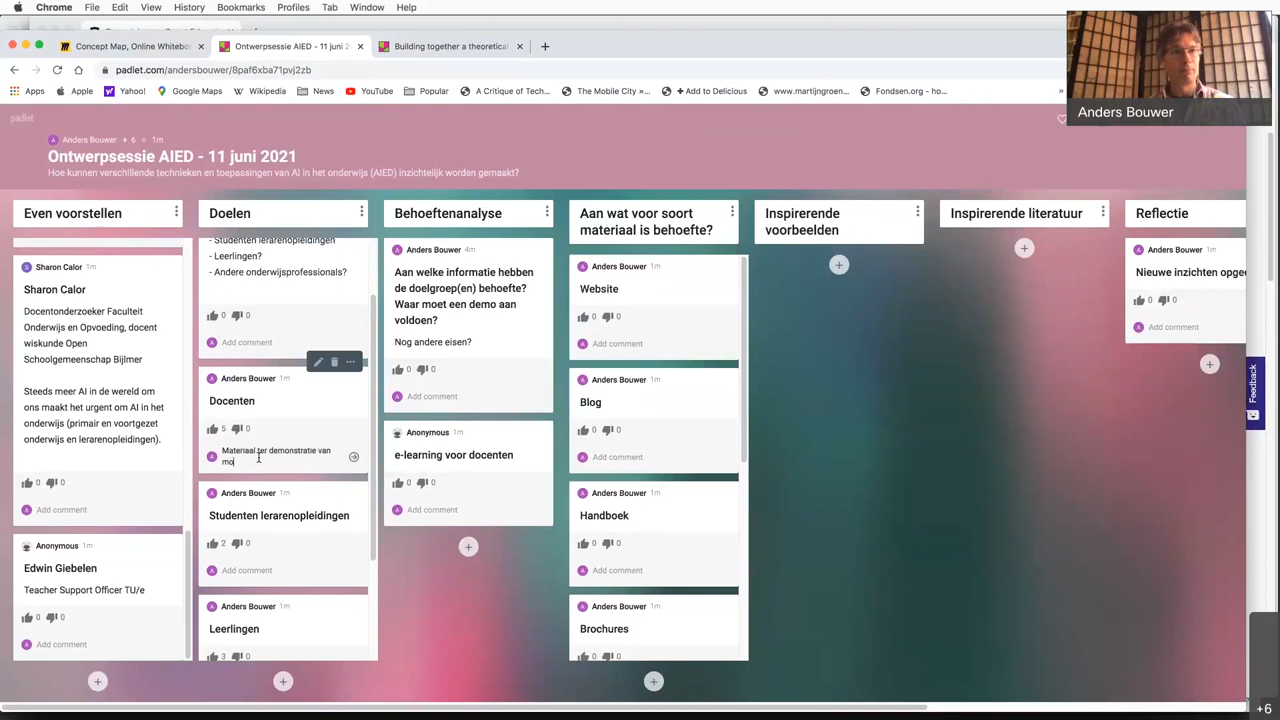 Chrome File Edit View History Bookmarks Profiles Tab Window Help
Concept Map, Online Whitebo
Ontwerpsessie AIED - 11 juni 2
Building together a theoretical
padlet.com/andersbouwer/8paf6xba71pvj2zb
Apps Apple Yahoo! Google Maps Wikipedia News YouTube Popular A Critique of Tech... The Mobile City »... + Add to Delicious www.martijngroen... Fondsen.org - ho... »
Anders Bouwer
padlet
Anders Bouwer + 6 1m
Ontwerpsessie AIED - 11 juni 2021
Hoe kunnen verschillende technieken en toepassingen van AI in het onderwijs (AIED) inzichtelijk worden gemaakt?
Even voorstellen
S Sharon Calor 1m
Sharon Calor
Docentonderzoeker Faculteit
Onderwijs en Opvoeding, docent
wiskunde Open
Schoolgemeenschap Bijlmer
Steeds meer AI in de wereld om
ons maakt het urgent om AI in het
onderwijs (primair en voortgezet
onderwijs en lerarenopleidingen).
0 0
A Add comment
Anonymous 1m
Edwin Giebelen
Teacher Support Officer TU/e
0 0
A Add comment
Doelen
- Studenten lerarenopleidingen
- Leerlingen?
- Andere onderwijsprofessionals?
0 0
A Add comment
A Anders Bouwer 1m
Docenten
5 0
A Materiaal ter demonstratie van
mo
A Anders Bouwer 1m
Studenten lerarenopleidingen
2 0
A Add comment
A Anders Bouwer 1m
Leerlingen
3 0
Behoeftenanalyse
A Anders Bouwer 4m
Aan welke informatie hebben
de doelgroep(en) behoefte?
Waar moet een demo aan
voldoen?
Nog andere eisen?
0 0
A Add comment
Anonymous 1m
e-learning voor docenten
0 0
A Add comment
Aan wat voor soort
materiaal is behoefte?
A Anders Bouwer 1m
Website
0 0
A Add comment
A Anders Bouwer 1m
Blog
0 0
A Add comment
A Anders Bouwer 1m
Handboek
0 0
A Add comment
A Anders Bouwer 1m
Brochures
0 0
Inspirerende
voorbeelden
Inspirerende literatuur
Reflectie
A Anders Bouwer 1m
Nieuwe inzichten opge
0 0
A Add comment
Feedback
+6